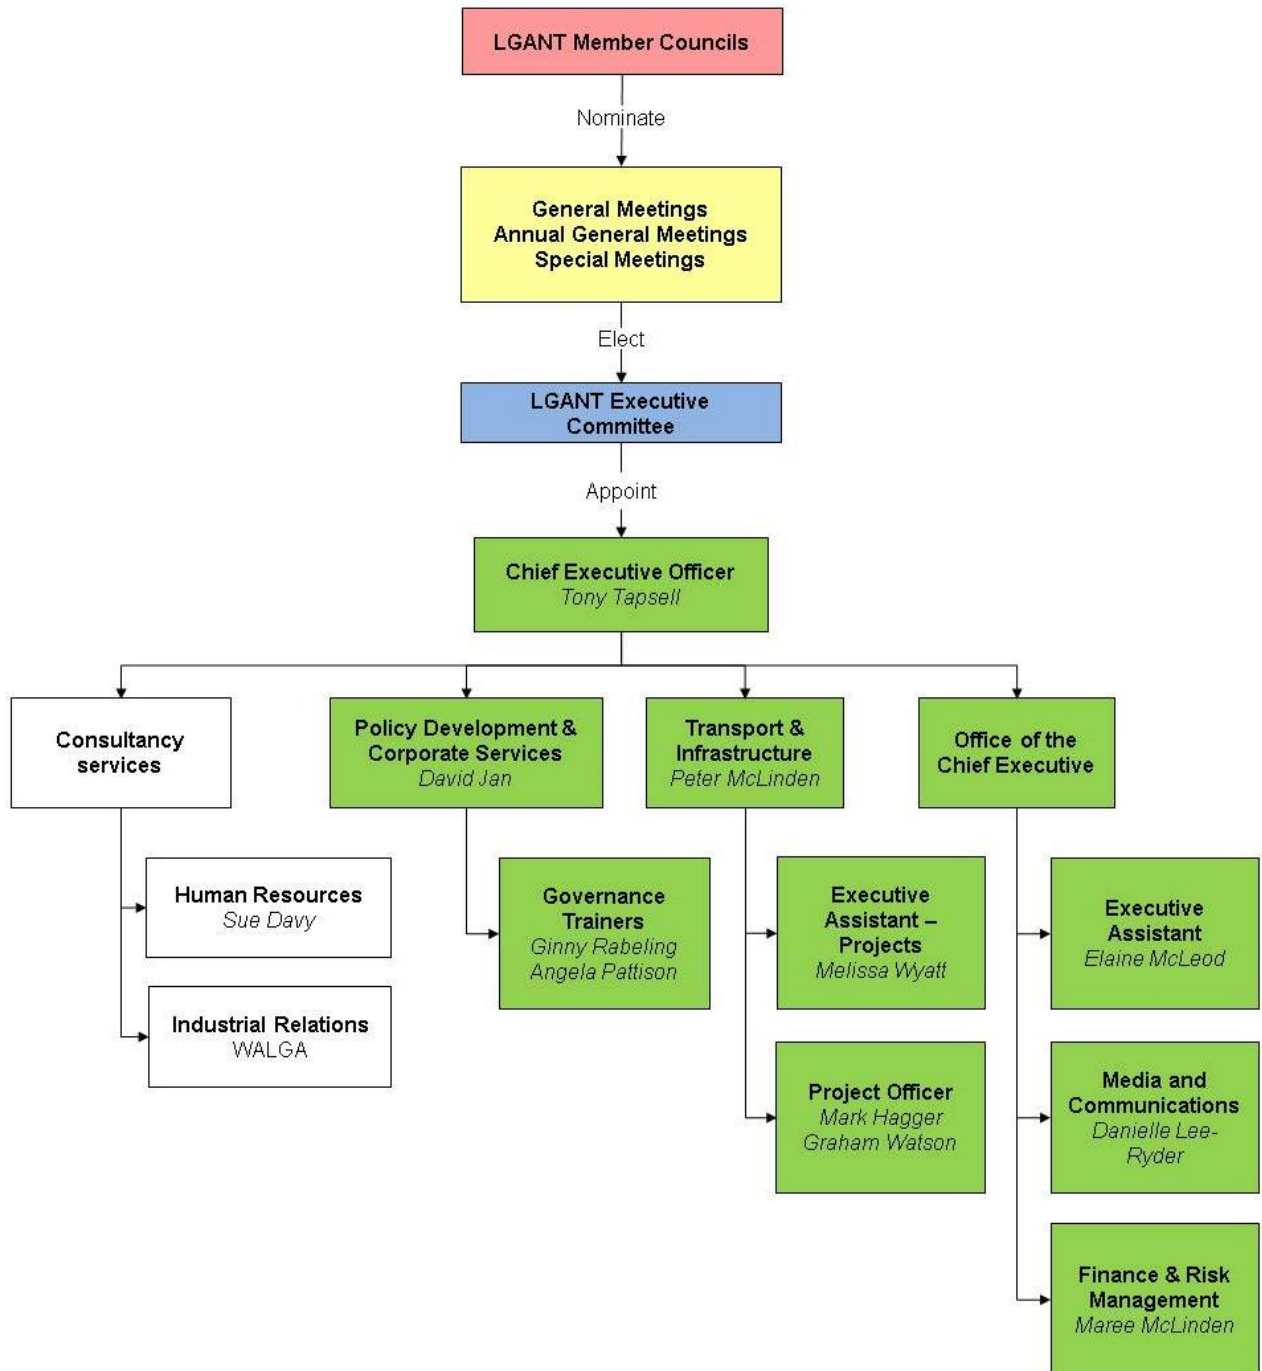 LGANT Member Councils
Nominate
General Meetings
Annual General Meetings
Special Meetings
Elect
LGANT Executive
Committee
Appoint
Chief Executive Officer
Tony Tapsell
Consultancy
services
Policy Development &
Corporate Services
David Jan
Transport &
Infrastructure
Peter McLinden
Office of the
Chief Executive
Human Resources
Sue Davy
Industrial Relations
WALGA
Governance
Trainers
Ginny Rabeling
Angela Pattison
Executive
Assistant –
Projects
Melissa Wyatt
Project Officer
Mark Hagger
Graham Watson
Executive
Assistant
Elaine McLeod
Media and
Communications
Danielle Lee-
Ryder
Finance & Risk
Management
Maree McLinden